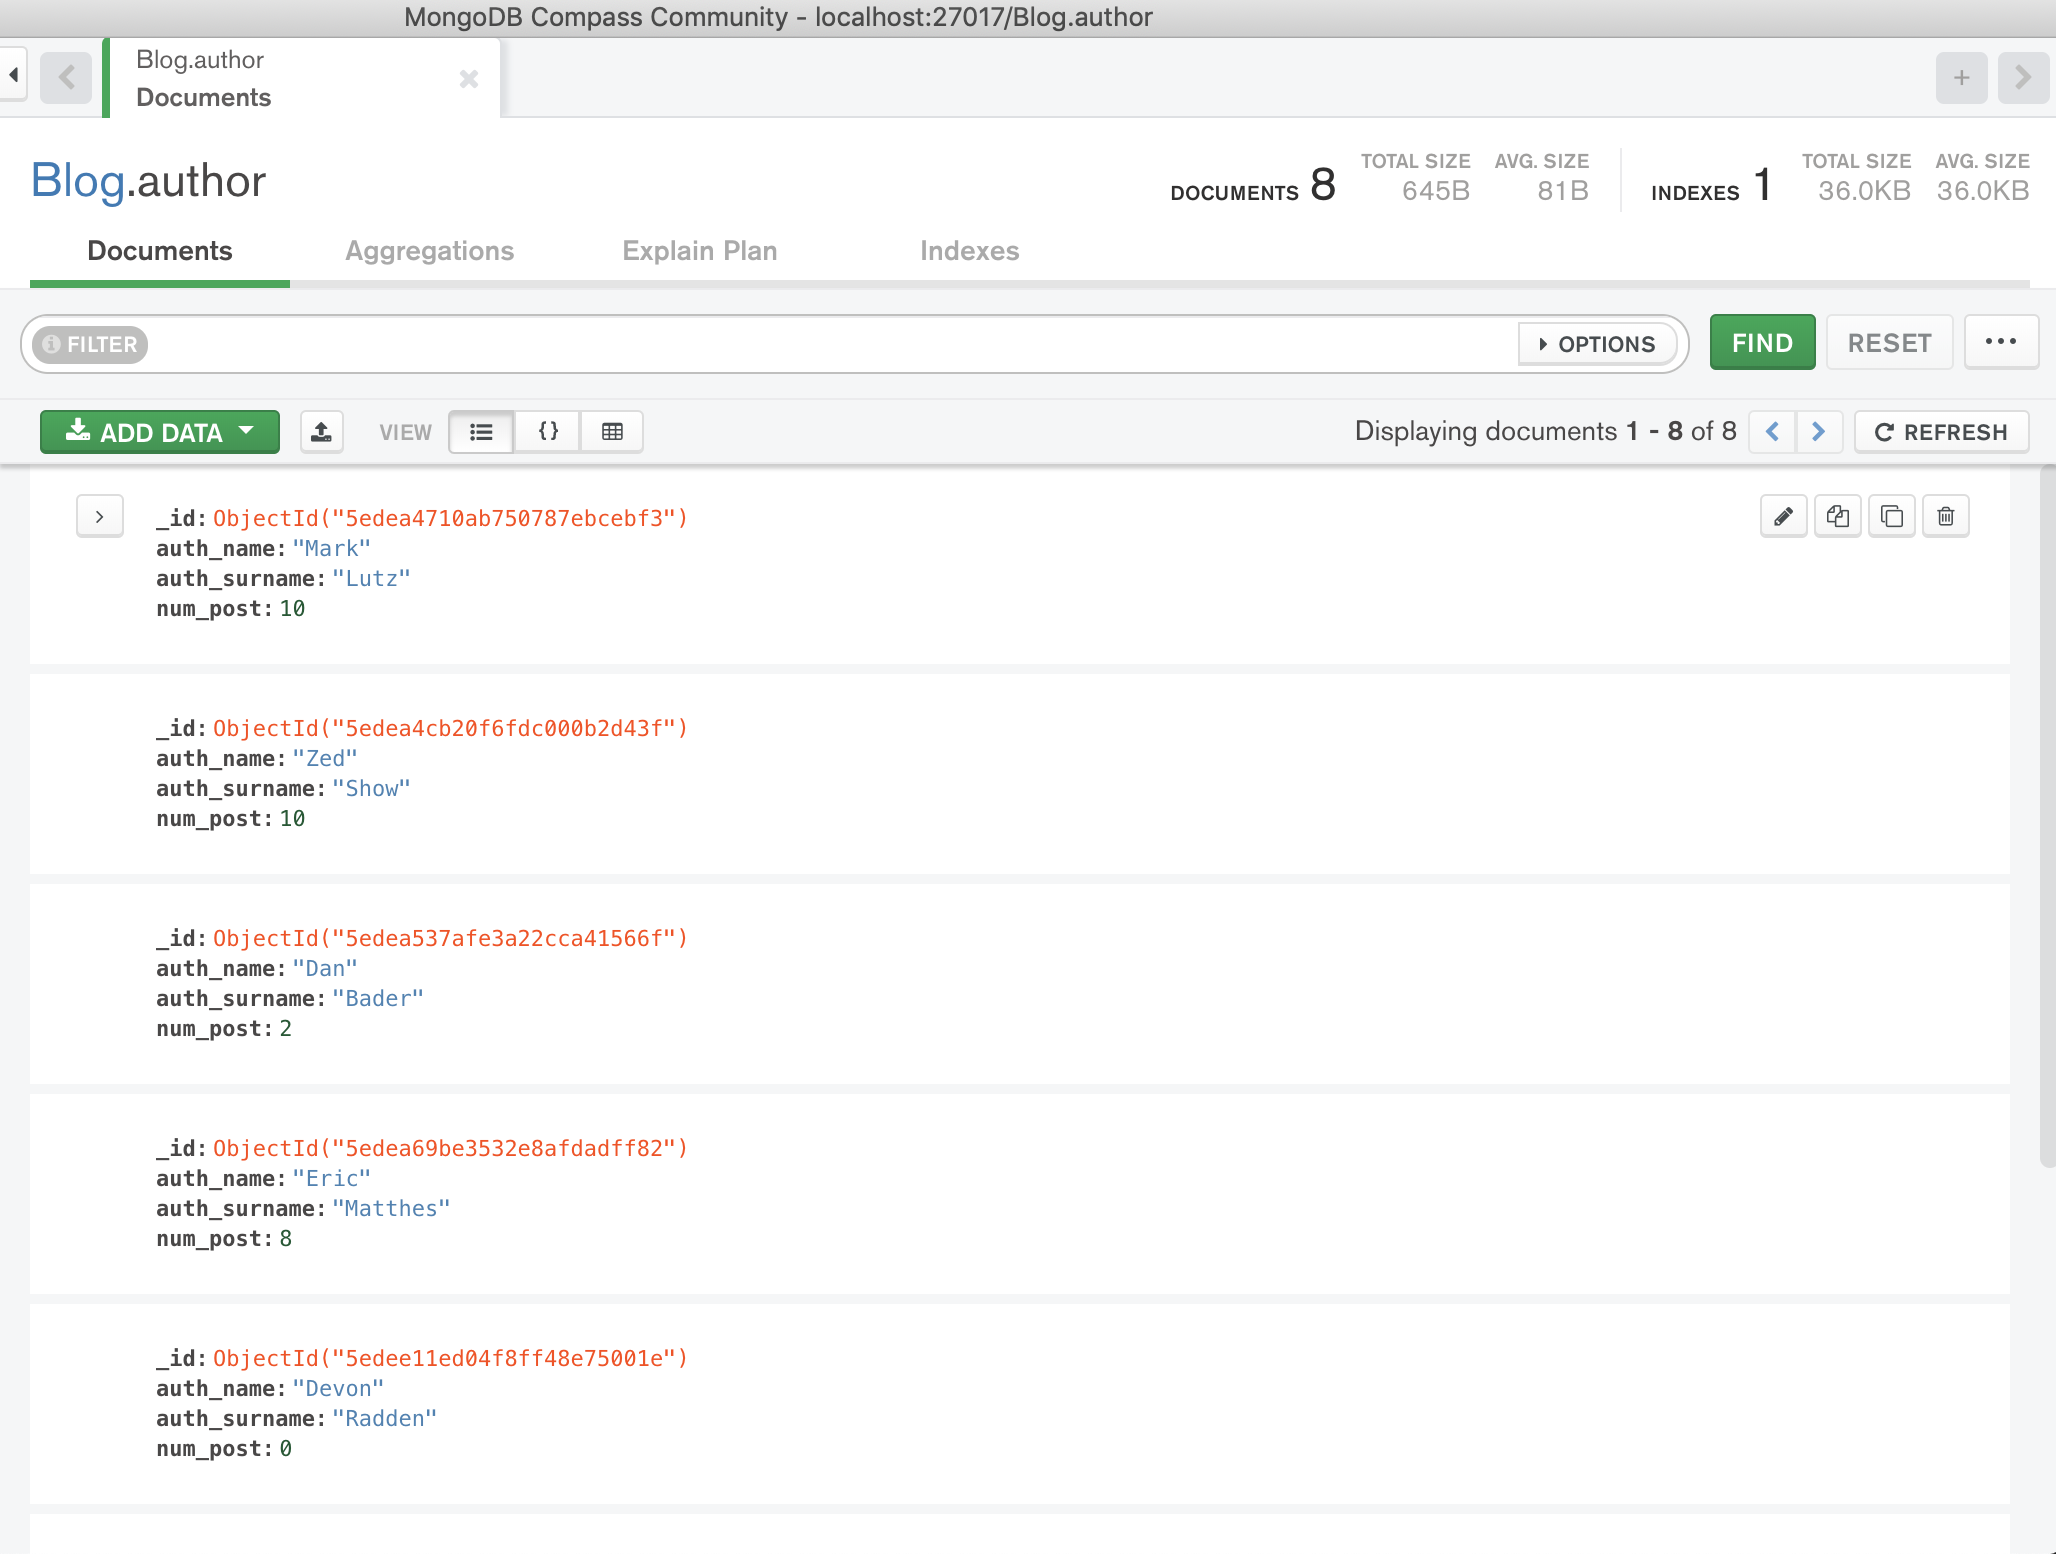 MongoDB Compass Community - localhost:27017/Blog.author
Blog.author
Documents
Blog.author
DOCUMENTS 8 TOTAL SIZE 645B AVG. SIZE 81B INDEXES 1 TOTAL SIZE 36.0KB AVG. SIZE 36.0KB
Documents Aggregations Explain Plan Indexes
FILTER OPTIONS FIND RESET ...
ADD DATA VIEW {} Displaying documents 1 - 8 of 8 REFRESH
_id: ObjectId("5edea4710ab750787ebcebf3")
auth_name: "Mark"
auth_surname: "Lutz"
num_post: 10
_id: ObjectId("5edea4cb20f6fdc000b2d43f")
auth_name: "Zed"
auth_surname: "Show"
num_post: 10
_id: ObjectId("5edea537afe3a22cca41566f")
auth_name: "Dan"
auth_surname: "Bader"
num_post: 2
_id: ObjectId("5edea69be3532e8afdadff82")
auth_name: "Eric"
auth_surname: "Matthes"
num_post: 8
_id: ObjectId("5edee11ed04f8ff48e75001e")
auth_name: "Devon"
auth_surname: "Radden"
num_post: 0